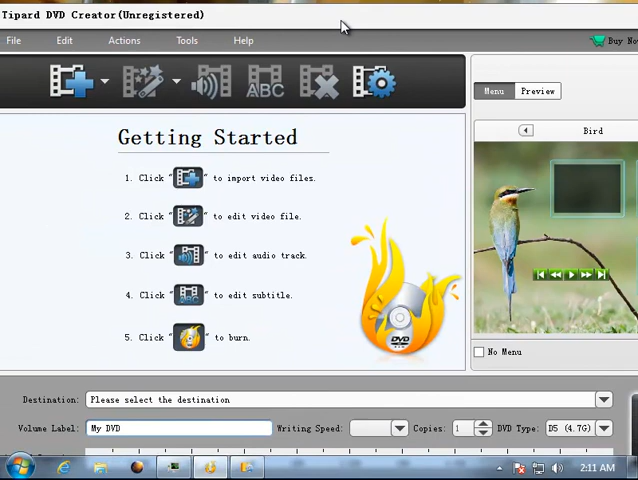 Tipard DVD Creator(Unregistered)
File Edit Actions Tools Help Buy No
ABC
Menu Preview
Getting Started
Bird
1. Click " " to import video files.
2. Click " " to edit video file.
3. Click " " to edit audio track.
4. Click " ABC " to edit subtitle.
5. Click " " to burn.
DVD
No Menu
Destination: Please select the destination
Volume Label: My DVD Writing Speed: Copies: 1 DVD Type: D5 (4.7G)
2:11 AM